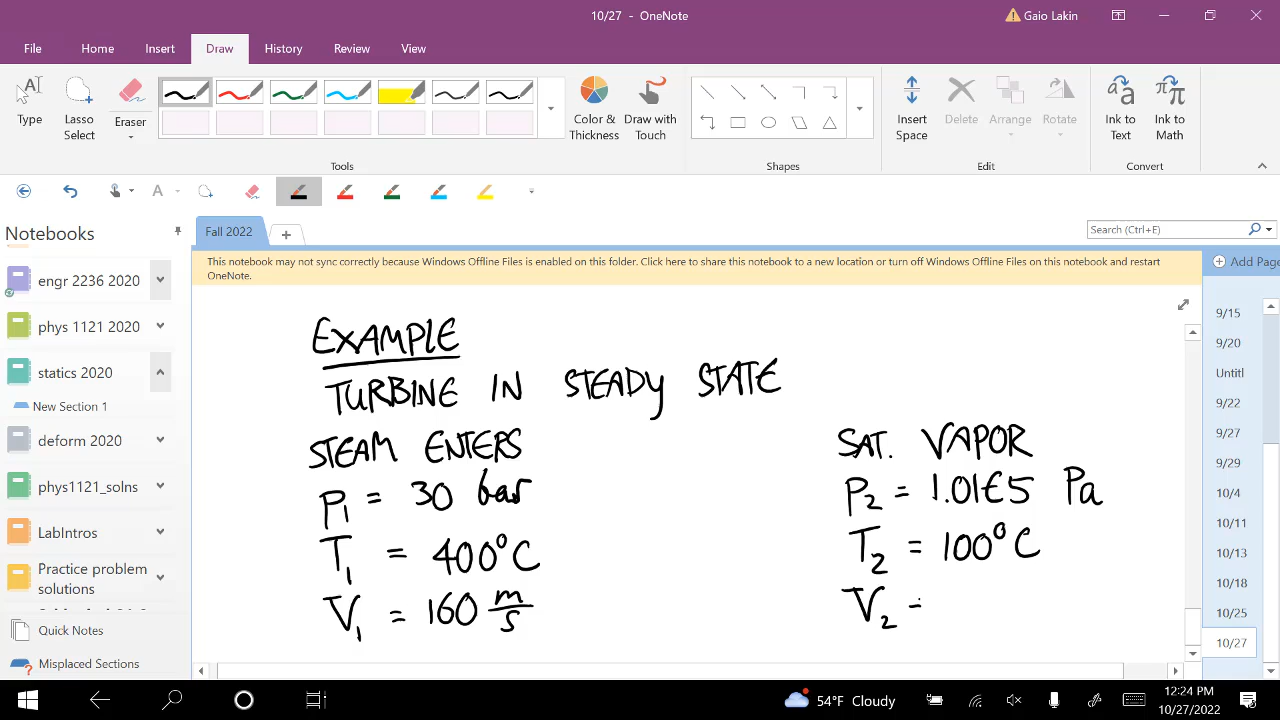 10/27 - OneNote
Gaio Lakin
File Home Insert Draw History Review View
Type
Lasso Select
Eraser
Color & Thickness
Draw with Touch
Insert Space
Delete
Arrange
Rotate
Ink to Text
Ink to Math
Tools
Shapes
Edit
Convert
Notebooks
Fall 2022
Search (Ctrl+E)
This notebook may not sync correctly because Windows Offline Files is enabled on this folder. Click here to share this notebook to a new location or turn off Windows Offline Files on this notebook and restart
OneNote.
Add Page
engr 2236 2020
phys 1121 2020
statics 2020
New Section 1
deform 2020
phys1121_solns
LabIntros
Practice problem
solutions
Quick Notes
Misplaced Sections
EXAMPLE
TURBINE IN STEADY STATE
STEAM ENTERS
P1 = 30 bar
T1 = 400°C
V1 = 160 m/s
SAT. VAPOR
P2 = 1.01E5 Pa
T2 = 100°C
V2 =
9/15
9/20
Untitl
9/22
9/27
9/29
10/4
10/11
10/13
10/18
10/25
10/27
54°F Cloudy
12:24 PM
10/27/2022